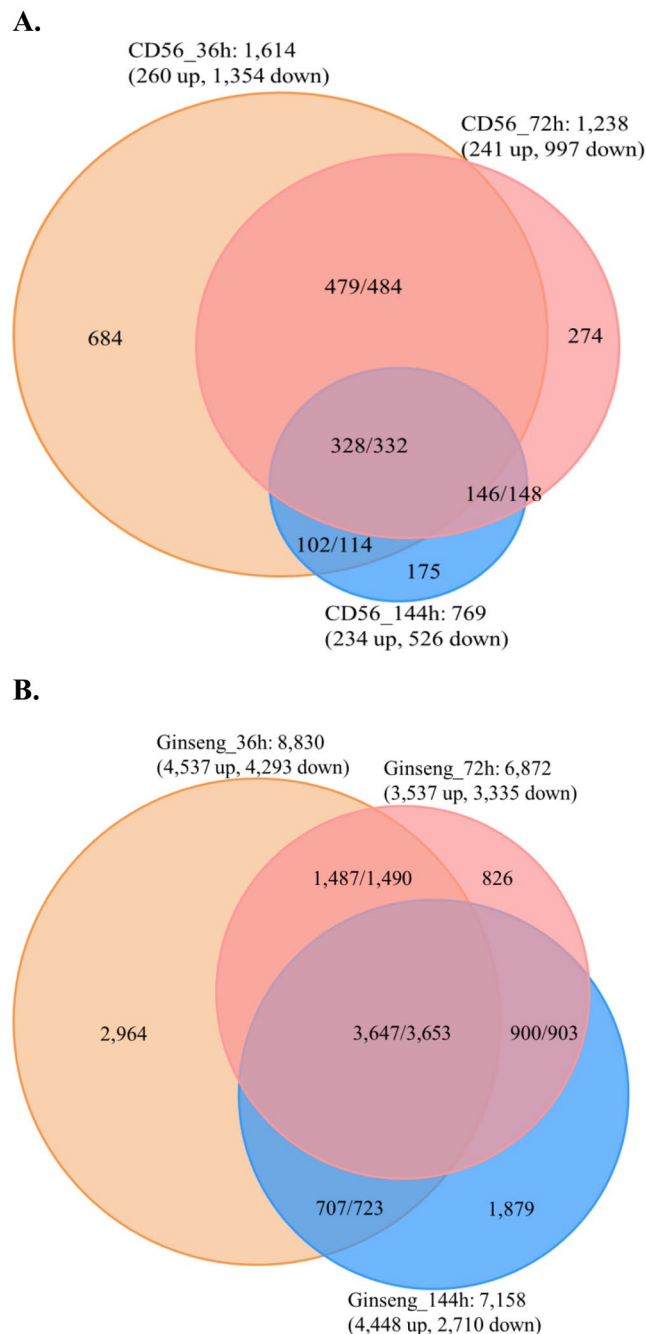 A.
CD56_36h: 1,614
(260 up, 1,354 down)
CD56_72h: 1,238
(241 up, 997 down)
479/484
684
274
328/332
146/148
102/114
175
CD56_144h: 769
(234 up, 526 down)
B.
Ginseng_36h: 8,830
(4,537 up, 4,293 down)
Ginseng_72h: 6,872
(3,537 up, 3,335 down)
1,487/1,490
826
2,964
3,647/3,653
900/903
707/723
1,879
Ginseng_144h: 7,158
(4,448 up, 2,710 down)